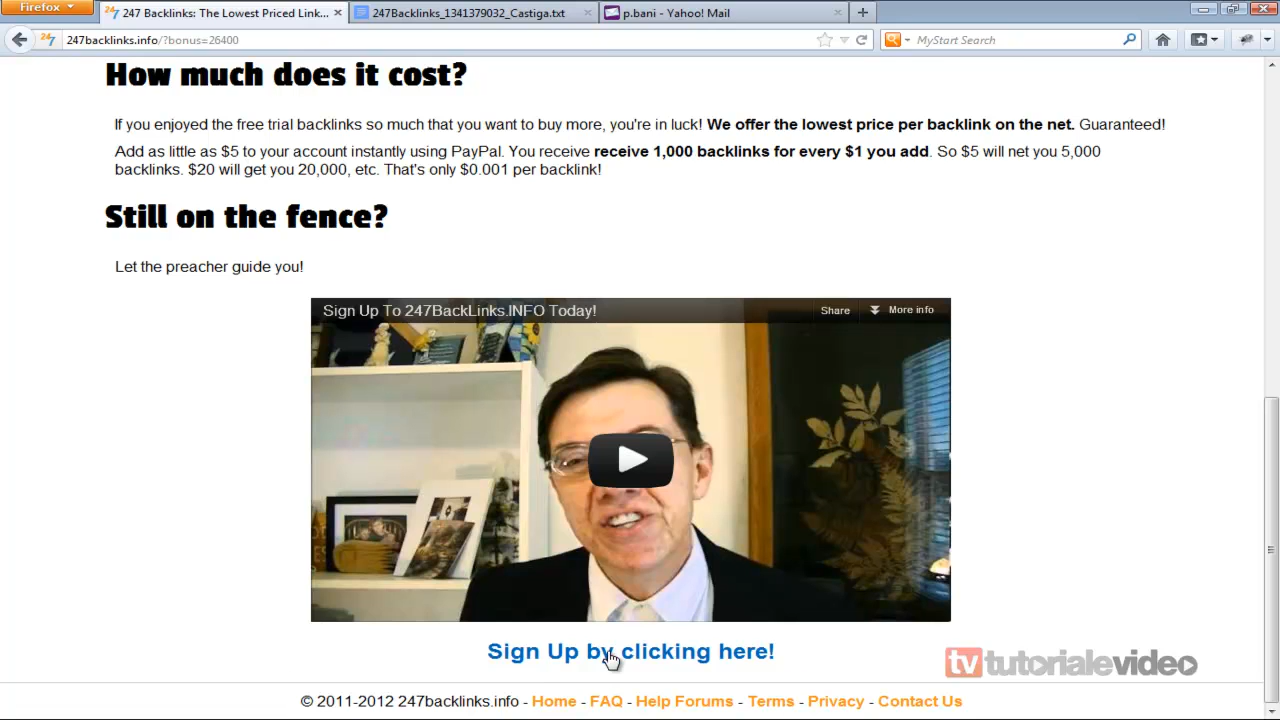 Firefox
247 Backlinks: The Lowest Priced Link...
247Backlinks_1341379032_Castiga.txt
p.bani - Yahoo! Mail
247backlinks.info/?bonus=26400
MyStart Search
How much does it cost?
If you enjoyed the free trial backlinks so much that you want to buy more, you're in luck! We offer the lowest price per backlink on the net. Guaranteed!
Add as little as $5 to your account instantly using PayPal. You receive receive 1,000 backlinks for every $1 you add. So $5 will net you 5,000
backlinks. $20 will get you 20,000, etc. That's only $0.001 per backlink!
Still on the fence?
Let the preacher guide you!
Sign Up To 247BackLinks.INFO Today!
Share
More info
Sign Up by clicking here!
tv tutorialevideo
© 2011-2012 247backlinks.info - Home - FAQ - Help Forums - Terms - Privacy - Contact Us